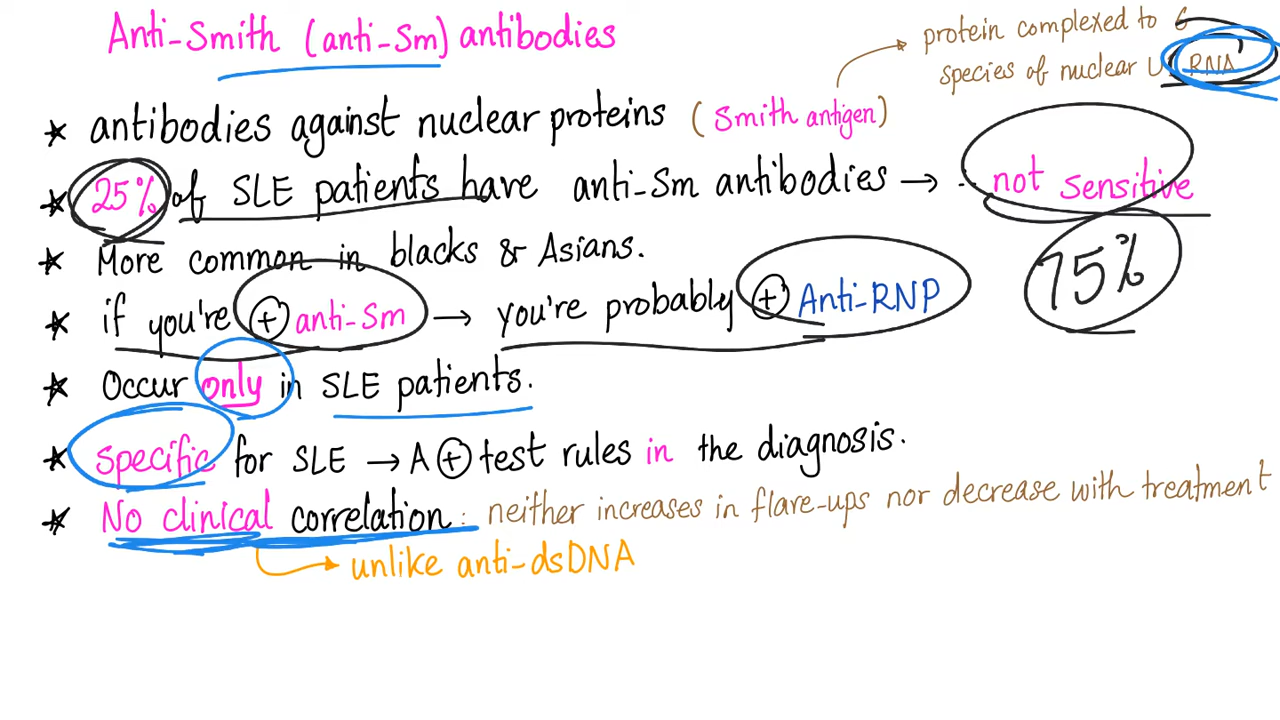 Anti-Smith (anti-Sm) antibodies
protein complexed to 6
species of nuclear U RNA
★ antibodies against nuclear proteins (Smith antigen)
★ 25% of SLE patients have anti-Sm antibodies → not sensitive
75%
★ More common in blacks & Asians.
★ if you're ⊕ anti-Sm → you're probably ⊕ Anti-RNP
★ Occur only in SLE patients.
★ specific for SLE → A ⊕ test rules in the diagnosis.
★ No clinical correlation: neither increases in flare-ups nor decrease with treatment
unlike anti-dsDNA